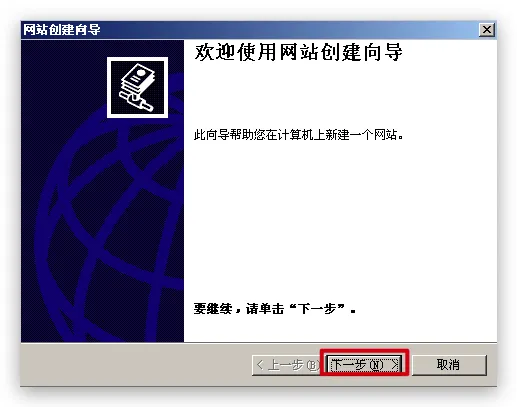 网站创建向导
欢迎使用网站创建向导
此向导帮助您在计算机上新建一个网站。
要继续，请单击“下一步”。
< 上一步(B) 下一步(N) > 取消